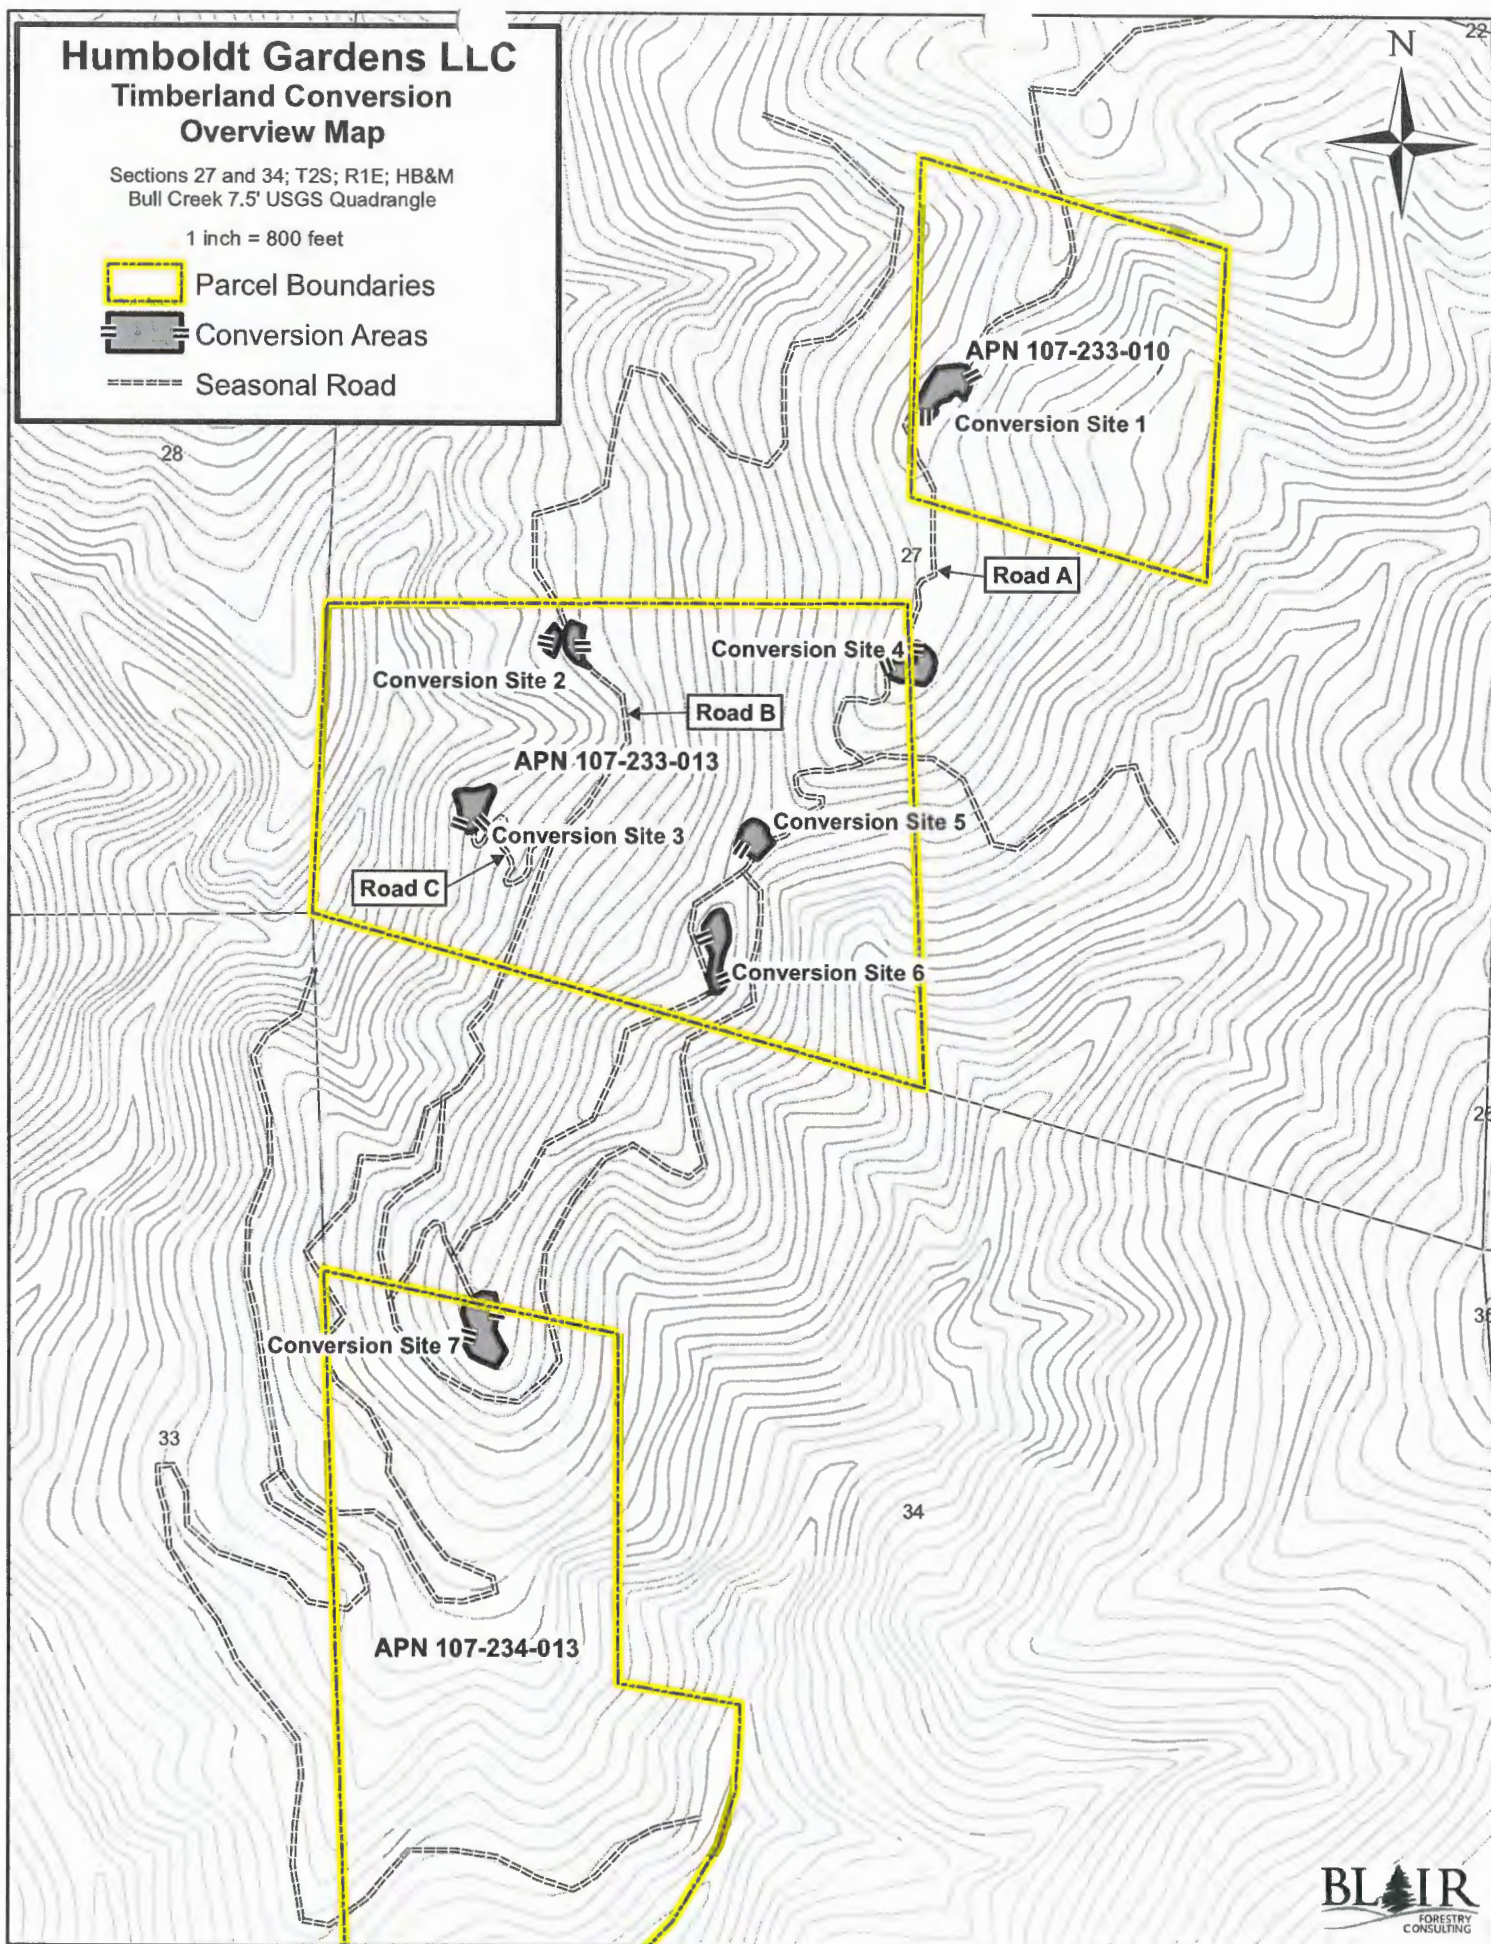 Humboldt Gardens LLC
Timberland Conversion
Overview Map
Sections 27 and 34; T2S; R1E; HB&M
Bull Creek 7.5' USGS Quadrangle
1 inch = 800 feet
Parcel Boundaries
Conversion Areas
Seasonal Road
N
22
28
APN 107-233-010
Conversion Site 1
27
Road A
Conversion Site 4
Conversion Site 2
Road B
APN 107-233-013
Conversion Site 5
Conversion Site 3
Road C
Conversion Site 6
26
Conversion Site 7
33
34
APN 107-234-013
BLAIR
FORESTRY
CONSULTING